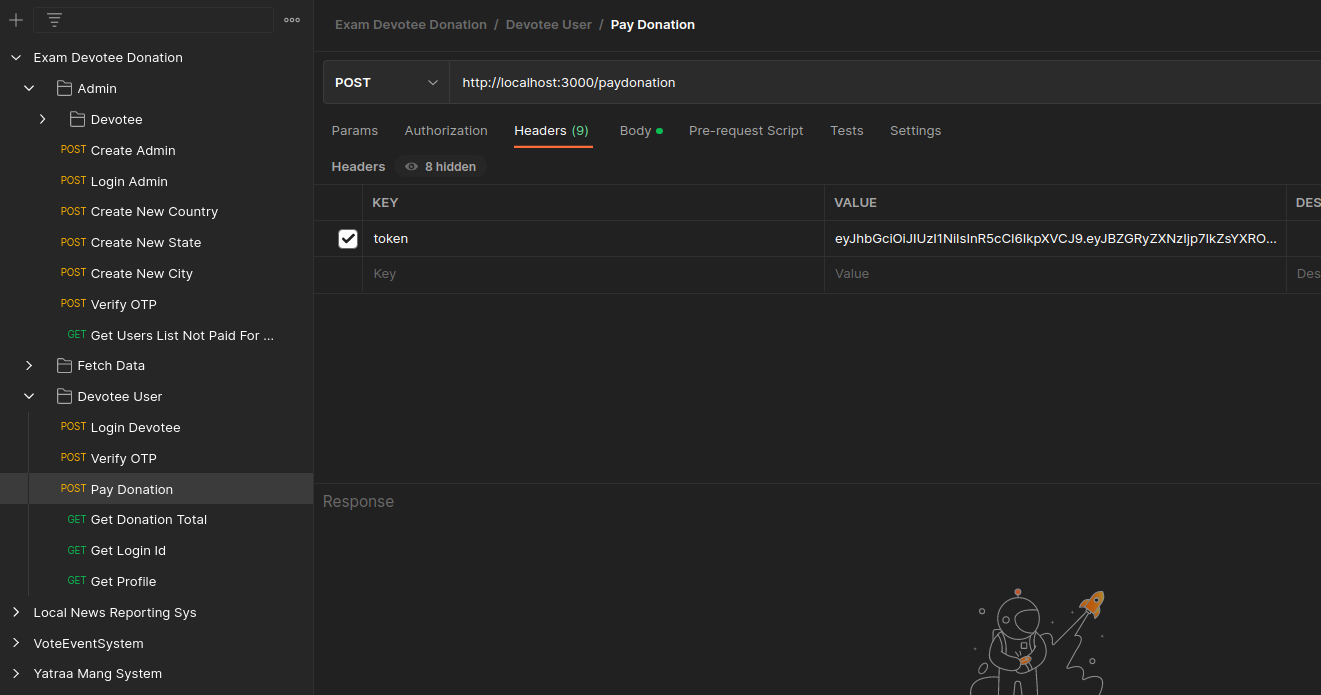 Exam Devotee Donation / Devotee User / Pay Donation
Exam Devotee Donation
Admin
Devotee
POST Create Admin
POST Login Admin
POST Create New Country
POST Create New State
POST Create New City
POST Verify OTP
GET Get Users List Not Paid For ...
Fetch Data
Devotee User
POST Login Devotee
POST Verify OTP
POST Pay Donation
GET Get Donation Total
GET Get Login Id
GET Get Profile
Local News Reporting Sys
VoteEventSystem
Yatraa Mang System
POST http://localhost:3000/paydonation
Params Authorization Headers (9) Body Pre-request Script Tests Settings
Headers 8 hidden
KEY VALUE DES
token eyJhbGciOiJIUzI1NiIsInR5cCI6IkpXVCJ9.eyJBZGRyZXNzIjp7IkZsYXRO...
Key Value Des
Response